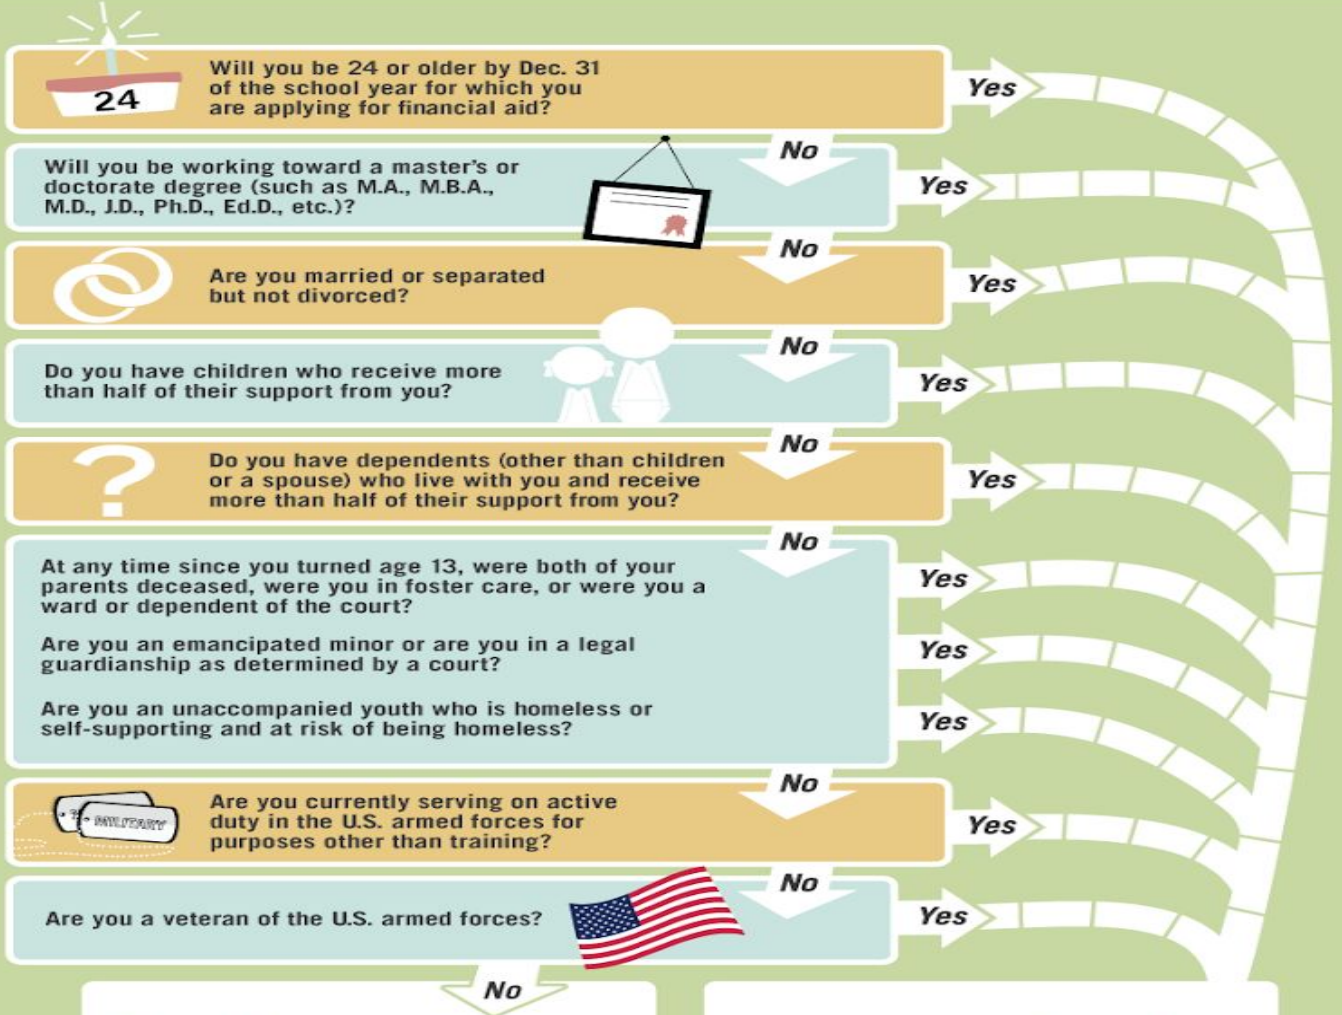 24
Will you be 24 or older by Dec. 31
of the school year for which you
are applying for financial aid?
Yes
No
Will you be working toward a master's or
doctorate degree (such as M.A., M.B.A.,
M.D., J.D., Ph.D., Ed.D., etc.)?
Yes
No
Are you married or separated
but not divorced?
Yes
No
Do you have children who receive more
than half of their support from you?
Yes
No
Do you have dependents (other than children
or a spouse) who live with you and receive
more than half of their support from you?
Yes
No
At any time since you turned age 13, were both of your
parents deceased, were you in foster care, or were you a
ward or dependent of the court?
Yes
Are you an emancipated minor or are you in a legal
guardianship as determined by a court?
Yes
Are you an unaccompanied youth who is homeless or
self-supporting and at risk of being homeless?
Yes
No
MILITARY
Are you currently serving on active
duty in the U.S. armed forces for
purposes other than training?
Yes
No
Are you a veteran of the U.S. armed forces?
Yes
No